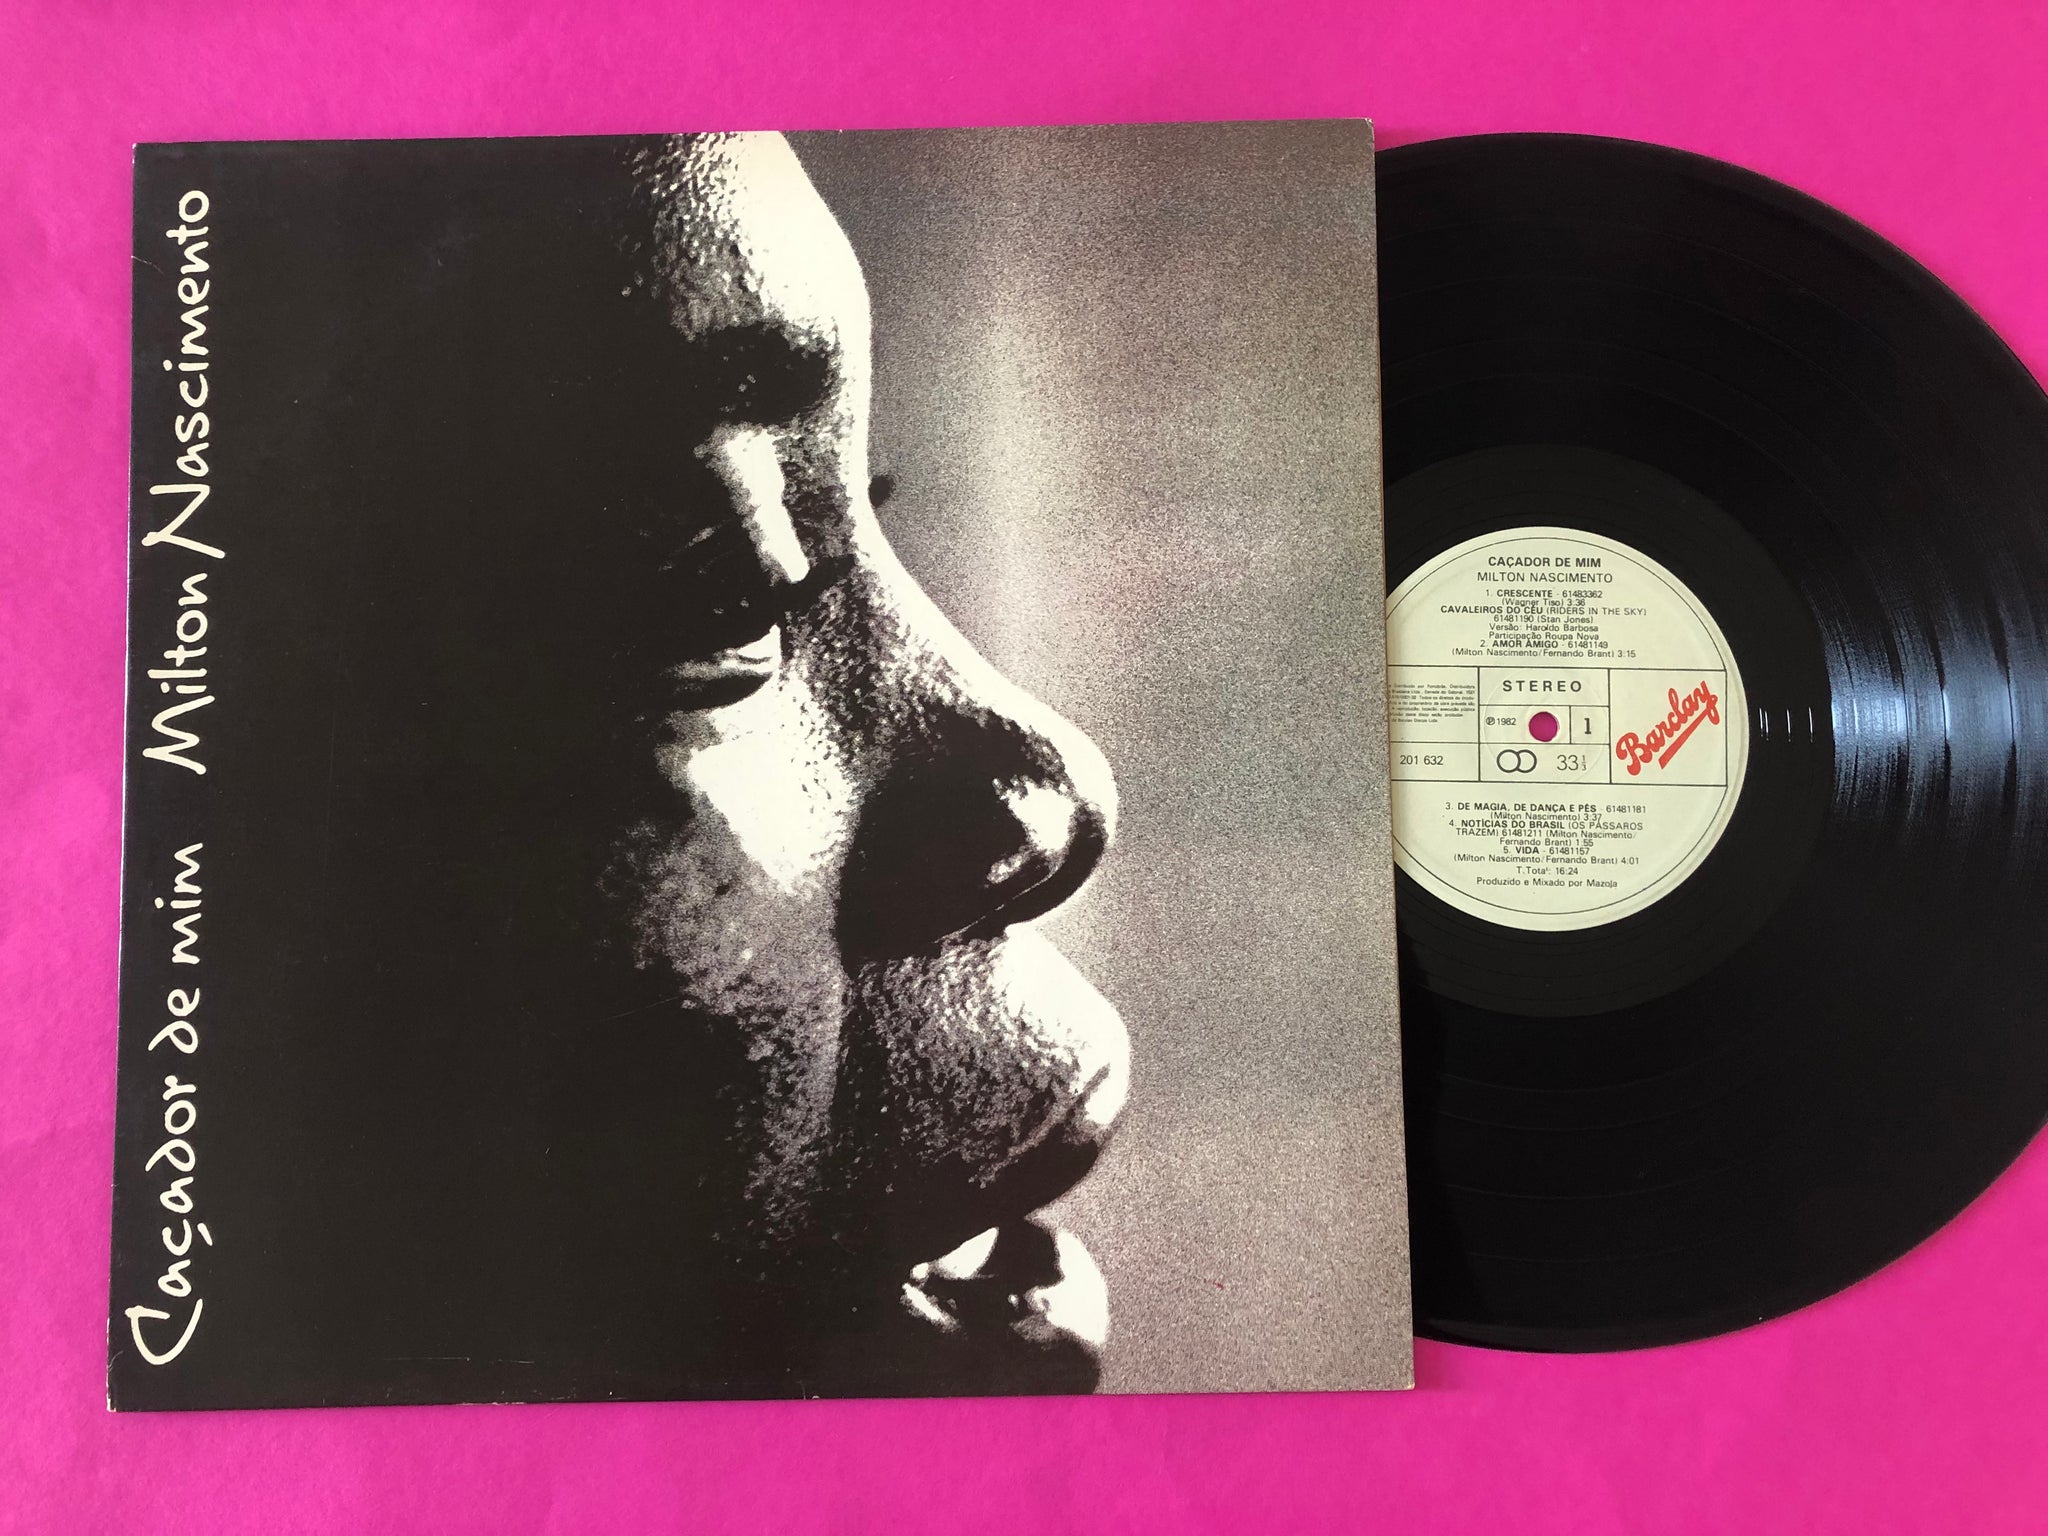 Caçador de mim Milton Nascimento
CAÇADOR DE MIM
MILTON NASCIMENTO
1. CRESCENTE - 61483362
(Wagner Tiso) 3.36
CAVALEIROS DO CÉU (RIDERS IN THE SKY)
61481190 (Stan Jones)
Versão: Haroldo Barbosa
Participação Roupa Nova
2. AMOR AMIGO - 61481149
(Milton Nascimento/Fernando Brant) 3:15
STEREO
℗ 1982
1
201 632
33 1/3
Barclay
3. DE MAGIA, DE DANÇA E PÉS - 61481181
(Milton Nascimento) 3:37
4. NOTÍCIAS DO BRASIL (OS PÁSSAROS
TRAZEM) 61481211 (Milton Nascimento/
Fernando Brant) 1:55
5. VIDA - 61481157
(Milton Nascimento/Fernando Brant) 4:01
T. Total: 16:24
Produzido e Mixado por Mazola